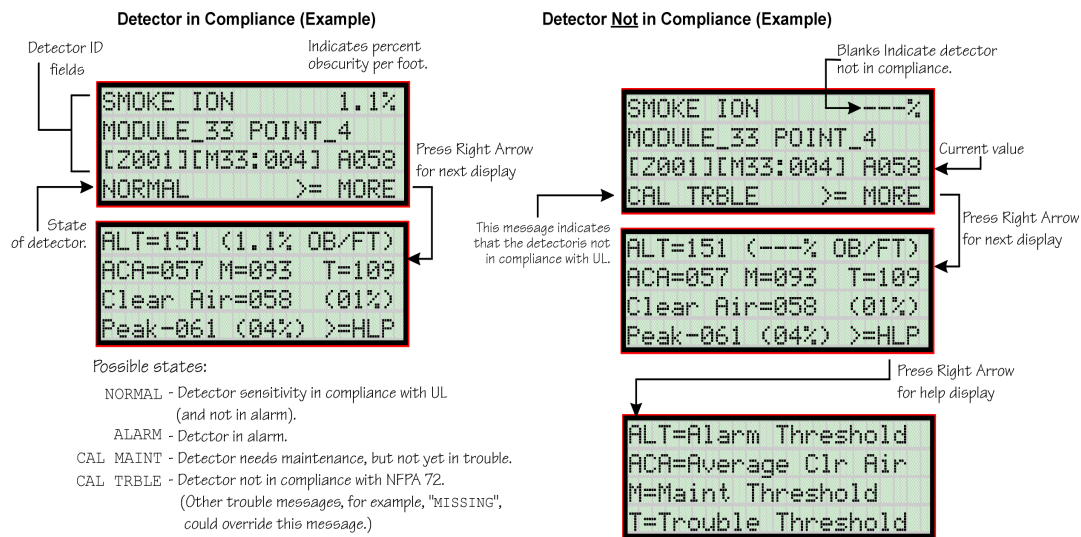 Detector in Compliance (Example)
Detector ID
fields
Indicates percent
obscurity per foot.
SMOKE ION 1.1%
MODULE_33 POINT_4
[Z001][M33:004] A058
NORMAL >= MORE
Press Right Arrow
for next display
State
of detector.
ALT=151 (1.1% OB/FT)
ACA=057 M=093 T=109
Clear Air=058 (01%)
Peak-061 (04%) >=HLP
Possible states:
NORMAL - Detector sensitivity in compliance with UL
(and not in alarm).
ALARM - Detctor in alarm.
CAL MAINT - Detector needs maintenance, but not yet in trouble.
CAL TRBLE - Detector not in compliance with NFPA 72.
(Other trouble messages, for example, "MISSING",
could override this message.)
Detector Not in Compliance (Example)
Blanks Indicate detector
not in compliance.
SMOKE ION ---%
MODULE_33 POINT_4
[Z001][M33:004] A058
CAL TRBLE >= MORE
Current value
This message indicates
that the detectoris not
in compliance with UL.
Press Right Arrow
for next display
ALT=151 (---% OB/FT)
ACA=057 M=093 T=109
Clear Air=058 (01%)
Peak-061 (04%) >=HLP
Press Right Arrow
for help display
ALT=Alarm Threshold
ACA=Average Clr Air
M=Maint Threshold
T=Trouble Threshold